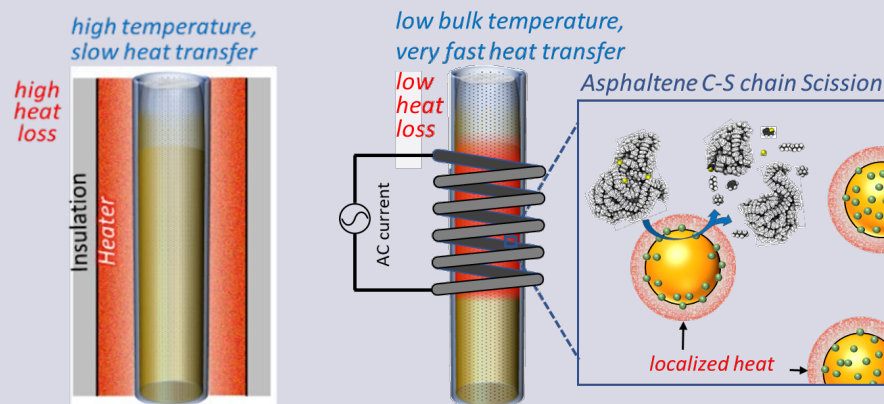 high temperature,
slow heat transfer
high
heat
loss
Insulation
Heater
low bulk temperature,
very fast heat transfer
low
heat
loss
AC current
Asphaltene C-S chain Scission
localized heat